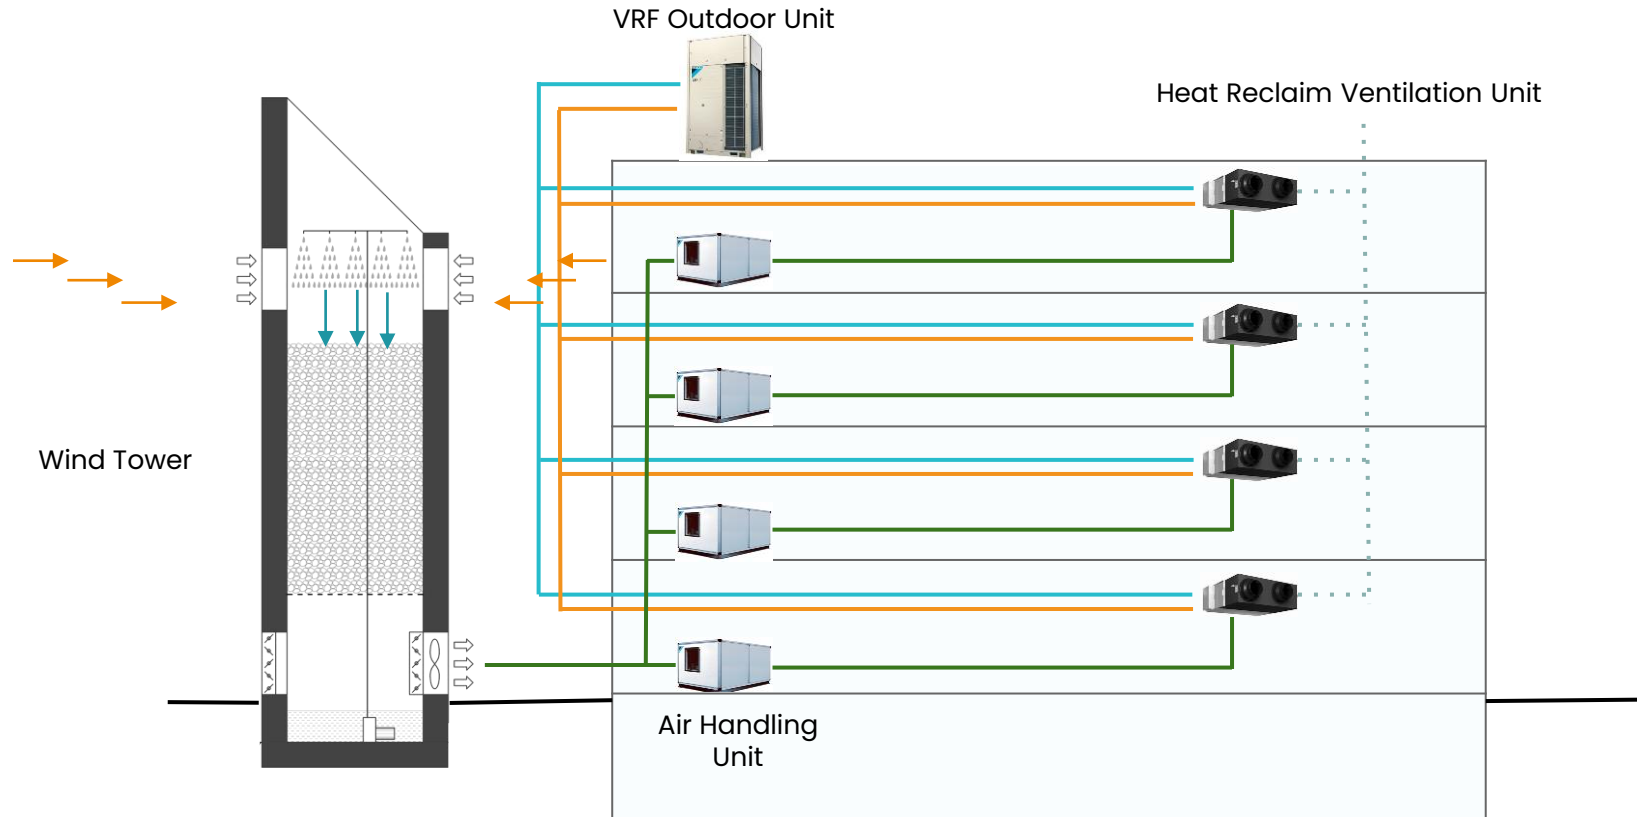 VRF Outdoor Unit
Heat Reclaim Ventilation Unit
Wind Tower
Air Handling
Unit